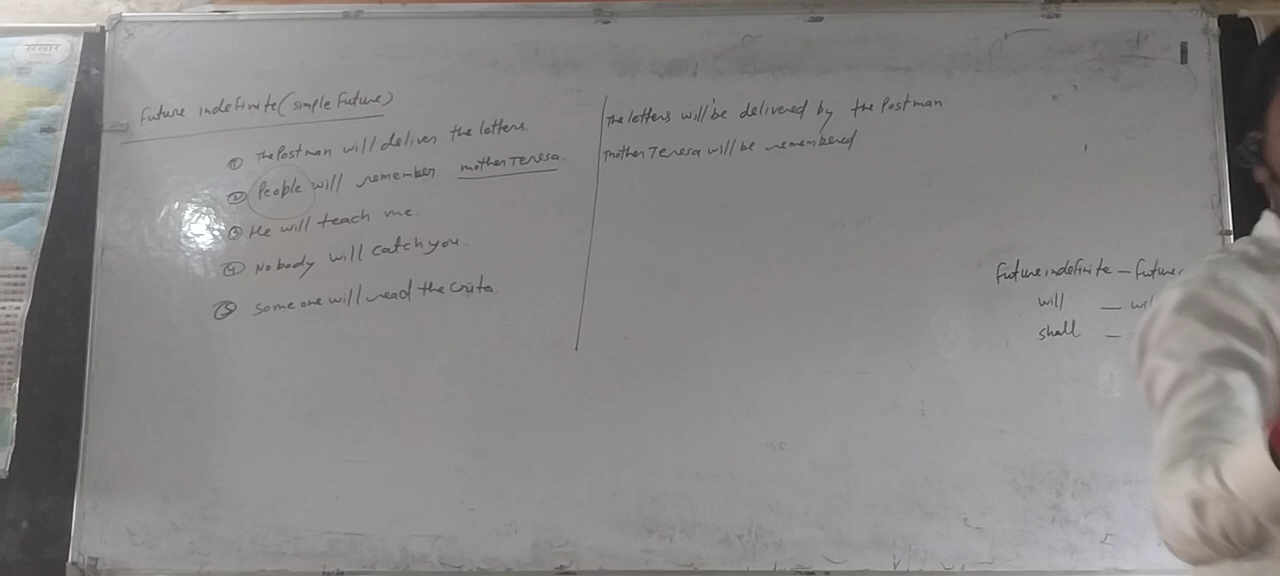 संसार
Future indefinite (simple Future)
① The Postman will deliver the letters.
② People will remember mother Teresa.
③ He will teach me.
④ Nobody will catch you.
⑤ Some one will read the
The letters will be delivered by the Postman
mother Teresa will be remembered
Future indefinite – Future
will –
shall –